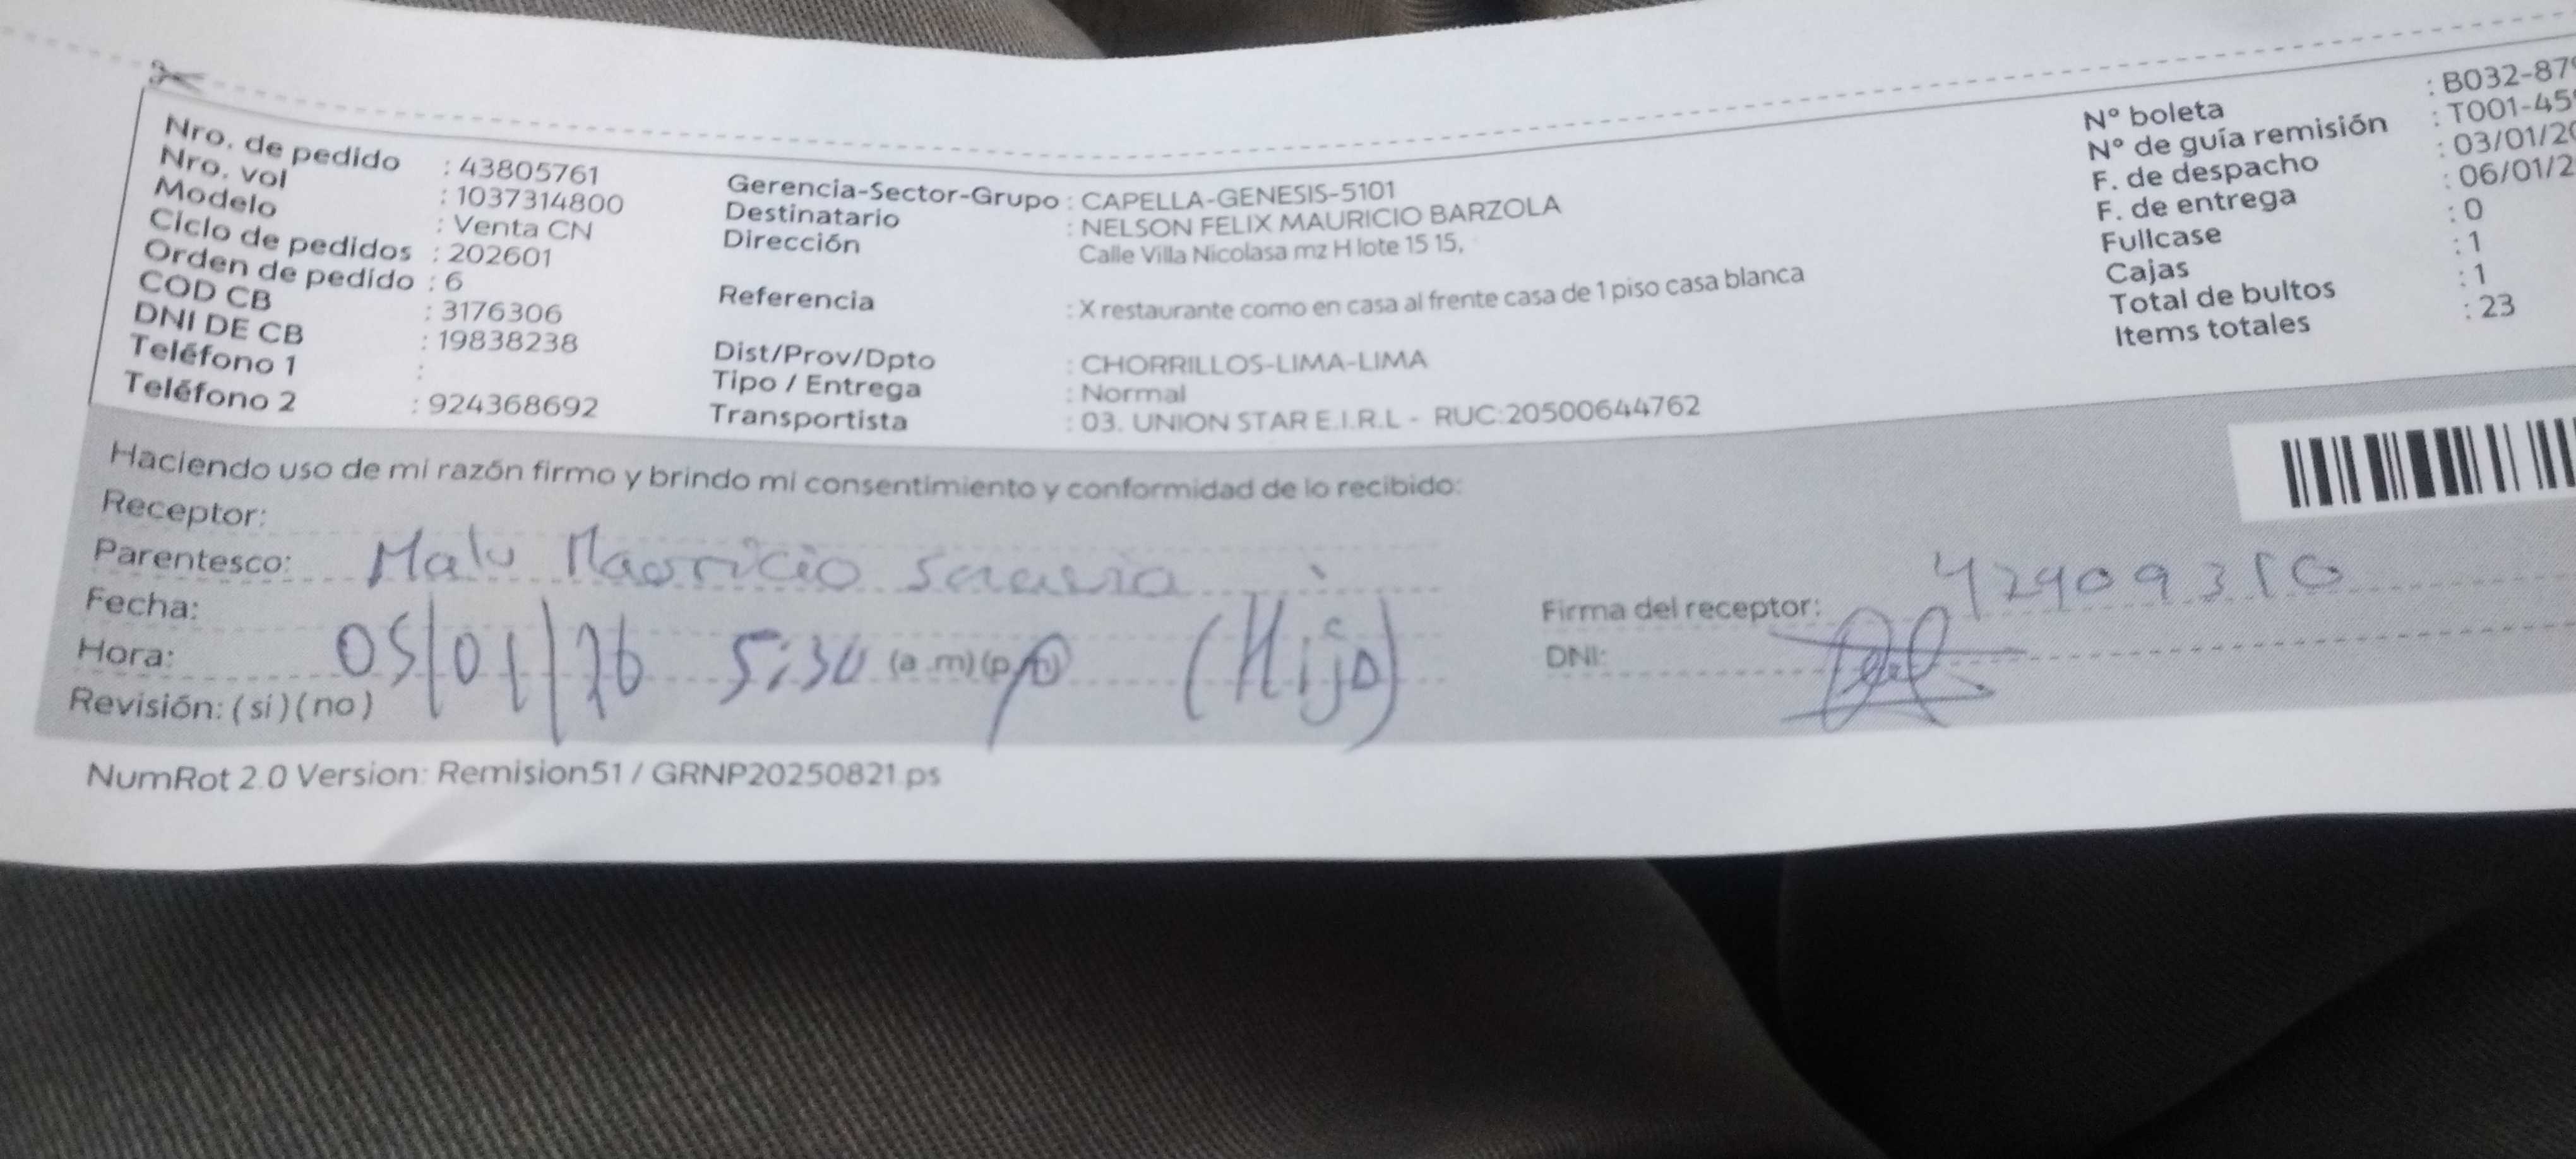 Nro. de pedido : 43805761
Nro. vol : 1037314800
Modelo : Venta CN
Ciclo de pedidos : 202601
Orden de pedido : 6
COD CB : 3176306
DNI DE CB : 19838238
Teléfono 1 :
Teléfono 2 : 924368692
Gerencia-Sector-Grupo : CAPELLA-GENESIS-5101
Destinatario : NELSON FELIX MAURICIO BARZOLA
Dirección Calle Villa Nicolasa mz H lote 15 15,
Referencia : X restaurante como en casa al frente casa de 1 piso casa blanca
Dist/Prov/Dpto : CHORRILLOS-LIMA-LIMA
Tipo / Entrega : Normal
Transportista : 03. UNION STAR E.I.R.L - RUC:20500644762
N° boleta : B032-879
N° de guía remisión : T001-45
F. de despacho : 03/01/20
F. de entrega : 06/01/2
Fullcase : 0
Cajas : 1
Total de bultos : 1
Items totales : 23
Haciendo uso de mi razón firmo y brindo mi consentimiento y conformidad de lo recibido:
Receptor:
Parentesco: Mauricio
Fecha:
Hora: 05/01/26 5:30 (a.m)(p.m) p (Hijo)
Revisión: (si)(no)
Firma del receptor:
DNI:
NumRot 2.0 Version: Remision51 / GRNP20250821.ps